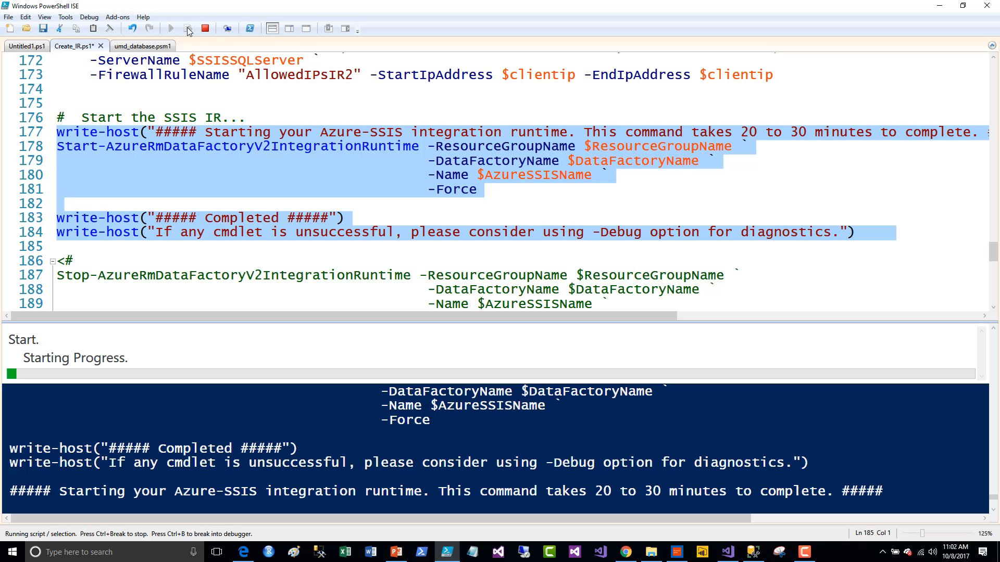 Windows PowerShell ISE
File Edit View Tools Debug Add-ons Help
Untitled1.ps1 Create_IR.ps1* umd_database.psm1
172 -ServerName $SSISSQLServer `
173 -FirewallRuleName "AllowedIPsIR2" -StartIpAddress $clientip -EndIpAddress $clientip
174
175
176 # Start the SSIS IR...
177 write-host("##### Starting your Azure-SSIS integration runtime. This command takes 20 to 30 minutes to complete.
178 Start-AzureRmDataFactoryV2IntegrationRuntime -ResourceGroupName $ResourceGroupName `
179 -DataFactoryName $DataFactoryName `
180 -Name $AzureSSISName `
181 -Force
182
183 write-host("##### Completed #####")
184 write-host("If any cmdlet is unsuccessful, please consider using -Debug option for diagnostics.")
185
186 <#
187 Stop-AzureRmDataFactoryV2IntegrationRuntime -ResourceGroupName $ResourceGroupName `
188 -DataFactoryName $DataFactoryName `
189 -Name $AzureSSISName `
Start.
Starting Progress.
-DataFactoryName $DataFactoryName `
-Name $AzureSSISName `
-Force
write-host("##### Completed #####")
write-host("If any cmdlet is unsuccessful, please consider using -Debug option for diagnostics.")
##### Starting your Azure-SSIS integration runtime. This command takes 20 to 30 minutes to complete. #####
Running script / selection. Press Ctrl+Break to stop. Press Ctrl+B to break into debugger.
Ln 185 Col 1
125%
Type here to search
11:02 AM
10/8/2017